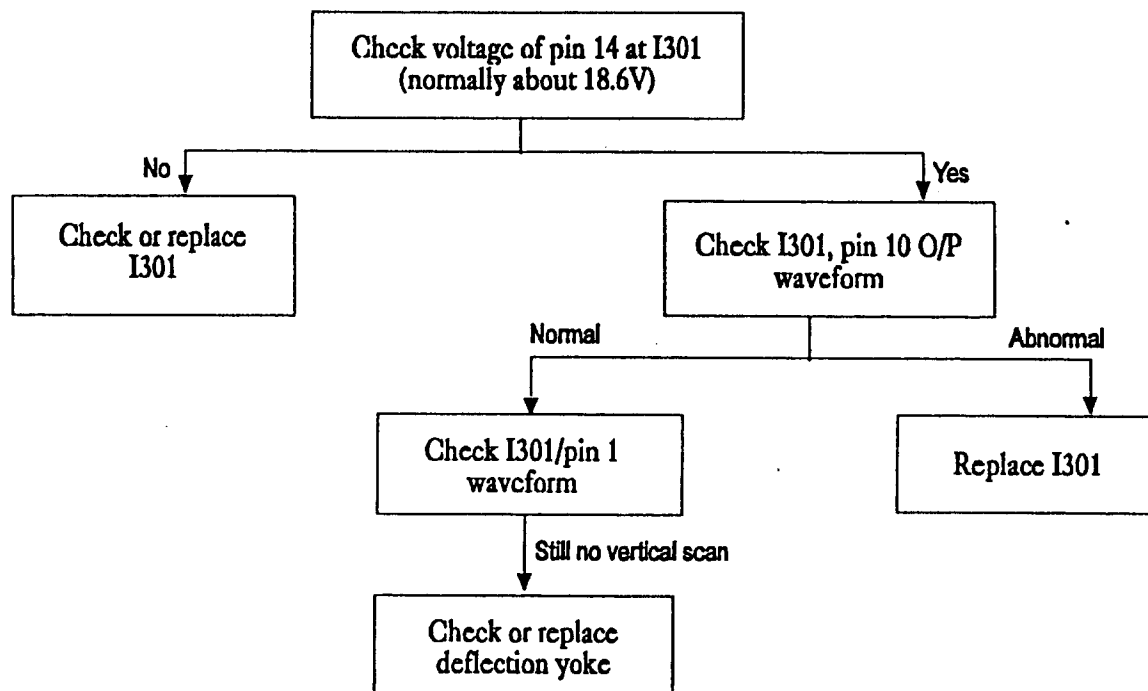 Check voltage of pin 14 at I301
(normally about 18.6V)
No
Yes
Check or replace
I301
Check I301, pin 10 O/P
waveform
Normal
Abnormal
Check I301/pin 1
waveform
Replace I301
Still no vertical scan
Check or replace
deflection yoke